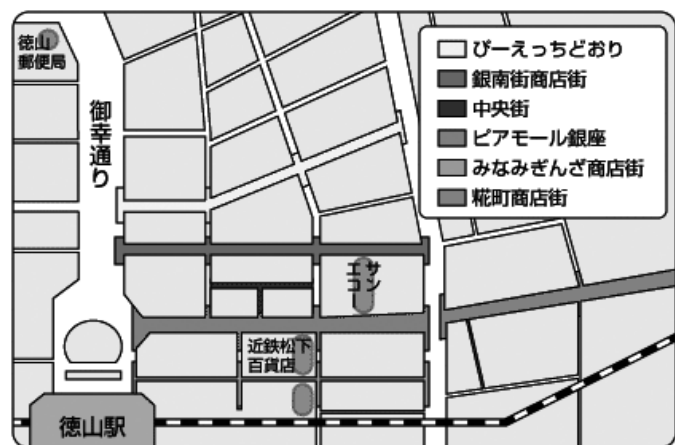 徳山
郵便局
御幸通り
ぴーえっちどおり
銀南街商店街
中央街
ピアモール銀座
みなみぎんざ商店街
糀町商店街
サン
エコー
近鉄松下
百貨店
徳山駅